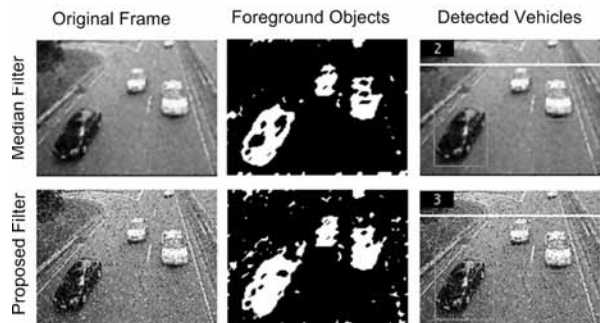 Original Frame Foreground Objects Detected Vehicles
Median Filter
2
Proposed Filter
3